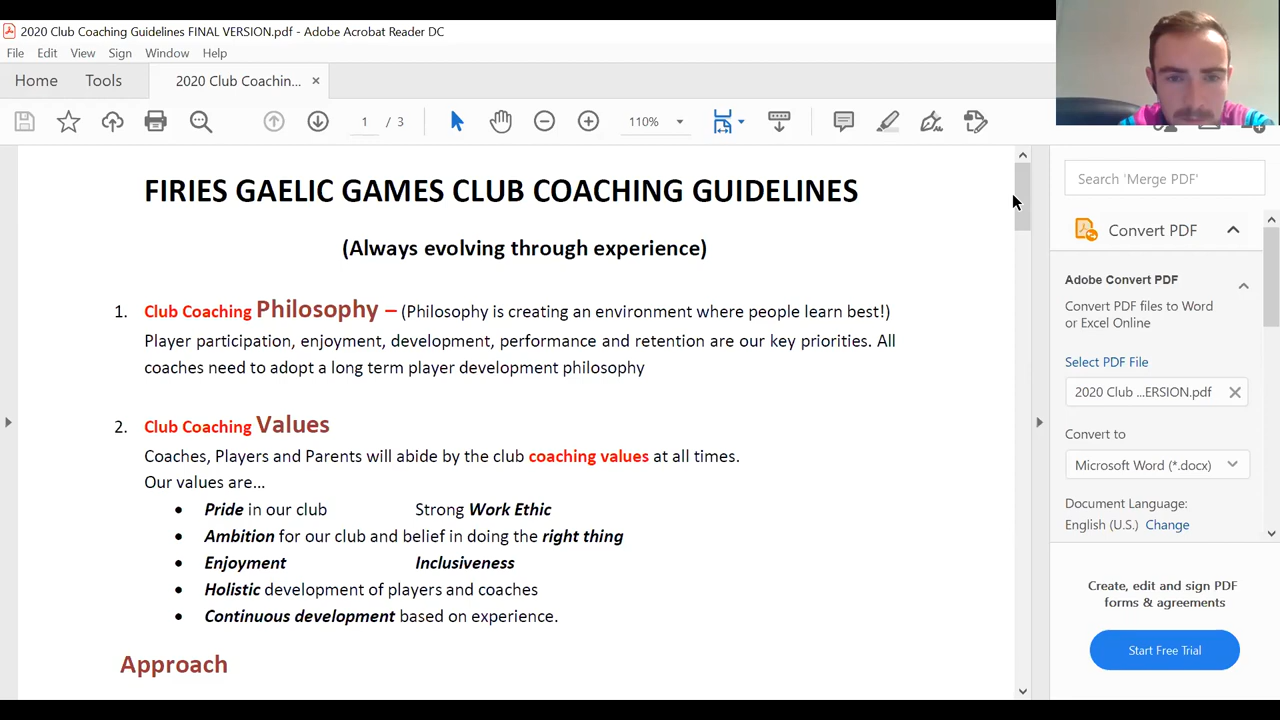 2020 Club Coaching Guidelines FINAL VERSION.pdf - Adobe Acrobat Reader DC
File Edit View Sign Window Help
Home Tools 2020 Club Coachin... ×
1 / 3 110%
FIRIES GAELIC GAMES CLUB COACHING GUIDELINES
(Always evolving through experience)
1. Club Coaching Philosophy – (Philosophy is creating an environment where people learn best!)
Player participation, enjoyment, development, performance and retention are our key priorities. All
coaches need to adopt a long term player development philosophy
2. Club Coaching Values
Coaches, Players and Parents will abide by the club coaching values at all times.
Our values are...
• Pride in our club Strong Work Ethic
• Ambition for our club and belief in doing the right thing
• Enjoyment Inclusiveness
• Holistic development of players and coaches
• Continuous development based on experience.
Approach
Search 'Merge PDF'
Convert PDF
Adobe Convert PDF
Convert PDF files to Word
or Excel Online
Select PDF File
2020 Club ...ERSION.pdf
Convert to
Microsoft Word (*.docx)
Document Language:
English (U.S.) Change
Create, edit and sign PDF
forms & agreements
Start Free Trial